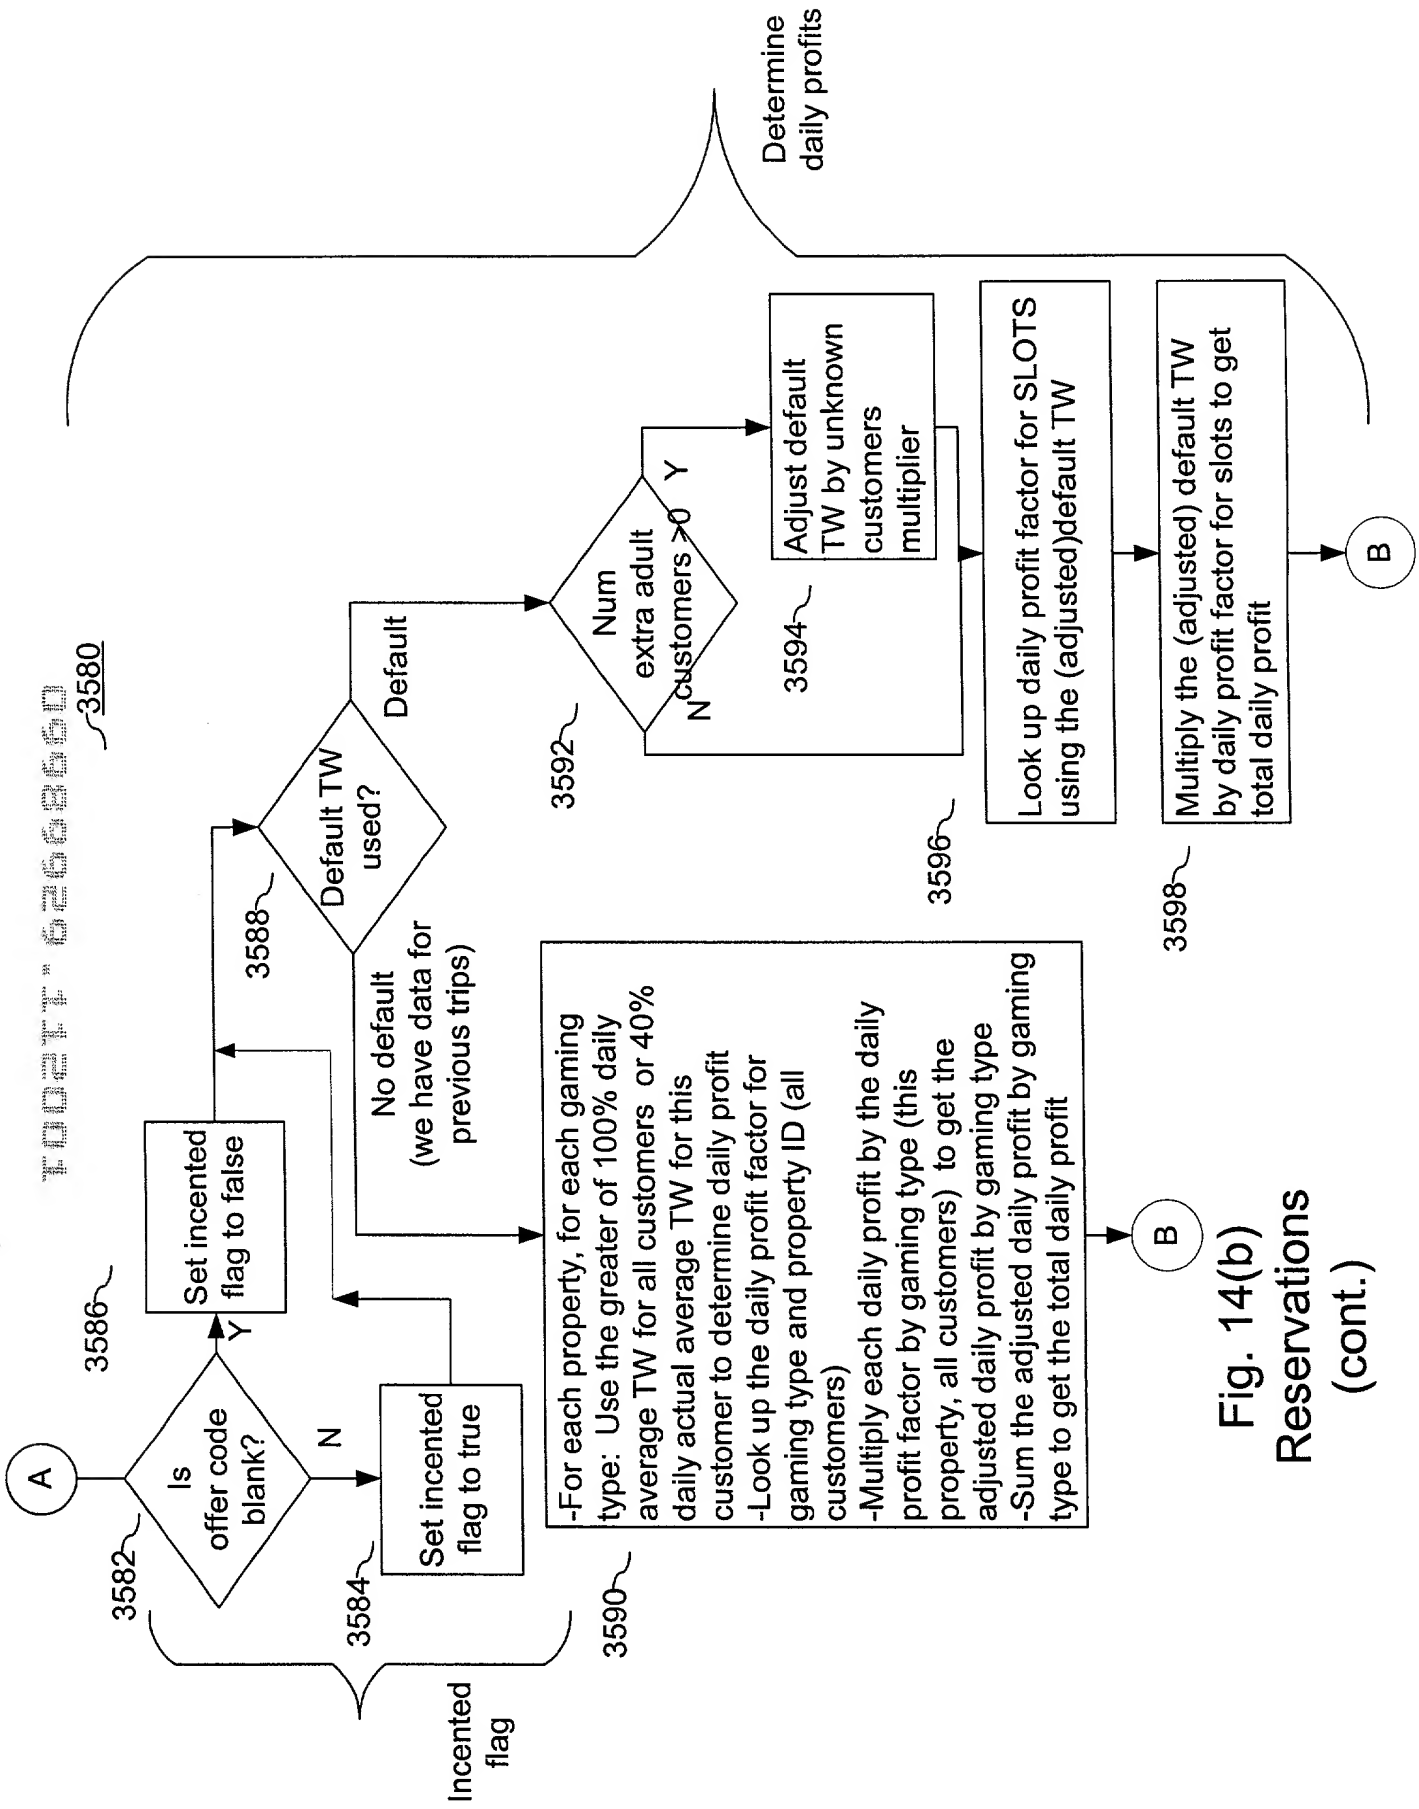 3580
A
3582
Is
offer code
blank?
Y
N
3586
Set incented
flag to false
3584
Set incented
flag to true
Incented
flag
3588
Default TW
used?
Default
No default
(we have data for
previous trips)
3590
-For each property, for each gaming
type: Use the greater of 100% daily
average TW for all customers or 40%
daily actual average TW for this
customer to determine daily profit
-Look up the daily profit factor for
gaming type and property ID (all
customers)
-Multiply each daily profit by the daily
profit factor by gaming type (this
property, all customers) to get the
adjusted daily profit by gaming type
-Sum the adjusted daily profit by gaming
type to get the total daily profit
B
3592
Num
extra adult
customers >0
Y
N
3594
Adjust default
TW by unknown
customers
multiplier
3596
Look up daily profit factor for SLOTS
using the (adjusted)default TW
3598
Multiply the (adjusted) default TW
by daily profit factor for slots to get
total daily profit
B
Determine
daily profits
Fig. 14(b)
Reservations
(cont.)